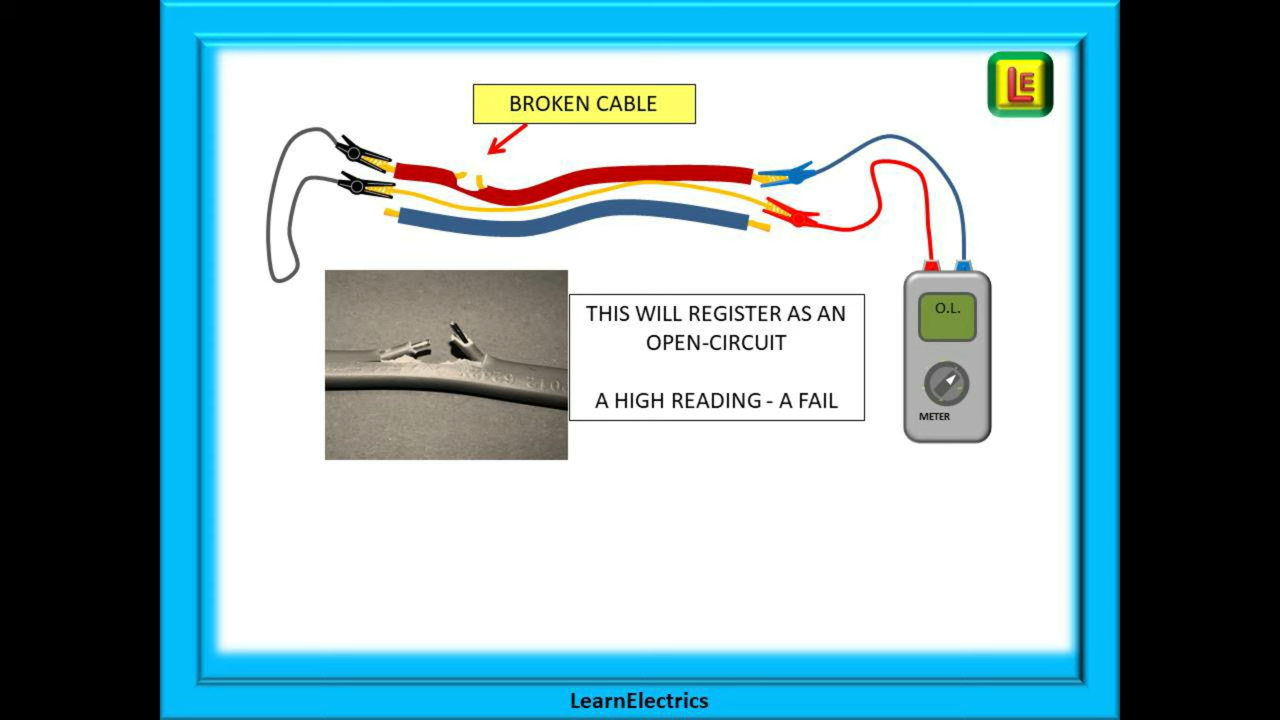 LE
BROKEN CABLE
THIS WILL REGISTER AS AN
OPEN-CIRCUIT
A HIGH READING - A FAIL
O.L.
METER
LearnElectrics